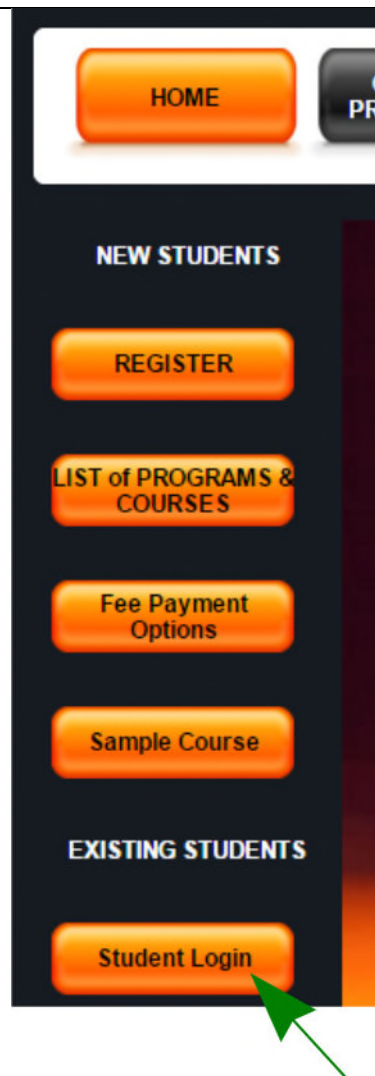 HOME
NEW STUDENTS
REGISTER
LIST of PROGRAMS &
COURSES
Fee Payment
Options
Sample Course
EXISTING STUDENTS
Student Login